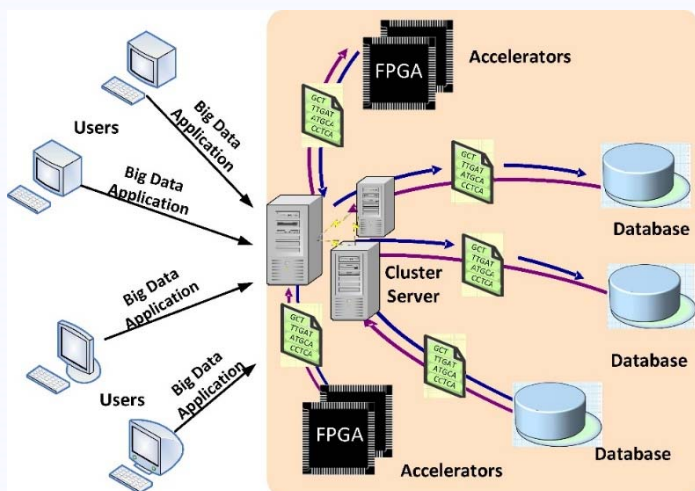 FPGA
Accelerators
GCT
TTGAT
ATGCA
CCTCA
Big Data
Application
Users
Big Data
Application
GCT
TTGAT
ATGCA
CCTCA
Database
Cluster
Server
GCT
TTGAT
ATGCA
CCTCA
Big Data
Application
GCT
TTGAT
ATGCA
CCTCA
Database
GCT
TTGAT
ATGCA
CCTCA
Big Data
Application
Users
FPGA
Accelerators
Database